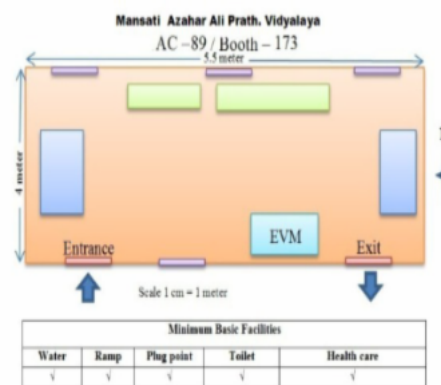 Mansati Azahar Ali Prath. Vidyalaya
AC -89 / Booth - 173
5.5 meter
4 meter
EVM
Entrance
Exit
Scale 1 cm = 1 meter
Minimum Basic Facilities
Water Ramp Plug point Toilet Health care
√ √ √ √ √